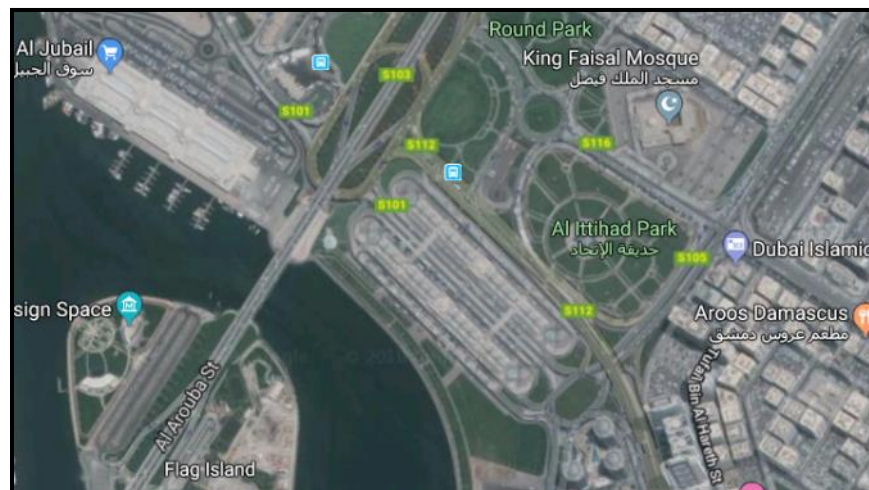 Round Park
Al Jubail
سوق الجبيل
King Faisal Mosque
مسجد الملك فيصل
S103
S101
S112
S116
S101
Al Ittihad Park
حديقة الإتحاد
S105
Dubai Islamic
sign Space
S112
Aroos Damascus
مطعم عروس دمشق
Al Arouba St
Tufan Bin Al Hareth St
Flag Island